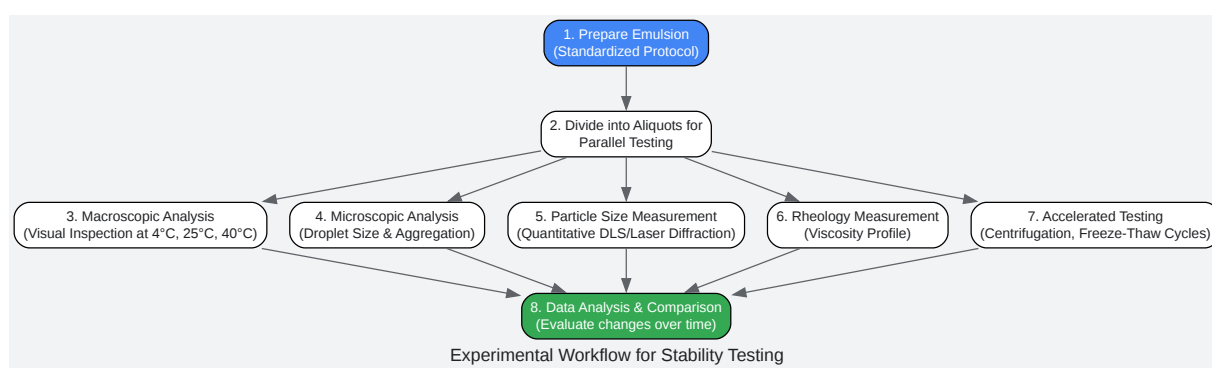 1. Prepare Emulsion
(Standardized Protocol)
2. Divide into Aliquots for
Parallel Testing
3. Macroscopic Analysis
(Visual Inspection at 4°C, 25°C, 40°C)
4. Microscopic Analysis
(Droplet Size & Aggregation)
5. Particle Size Measurement
(Quantitative DLS/Laser Diffraction)
6. Rheology Measurement
(Viscosity Profile)
7. Accelerated Testing
(Centrifugation, Freeze-Thaw Cycles)
8. Data Analysis & Comparison
(Evaluate changes over time)
Experimental Workflow for Stability Testing